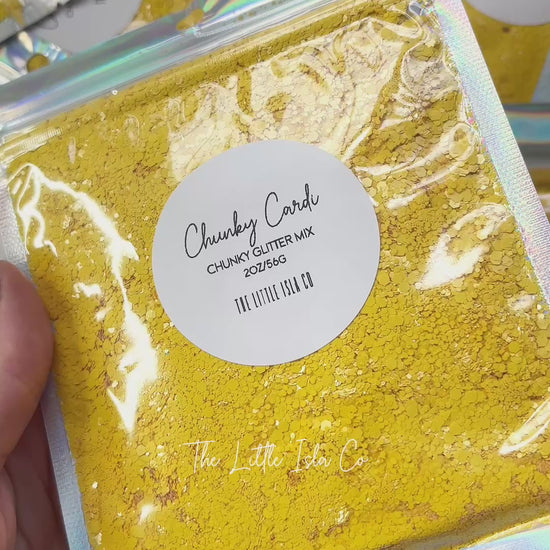 Chunky Cardi
CHUNKY GLITTER MIX
2OZ/56G
THE LITTLE ISLA CO
The Little Isla Co